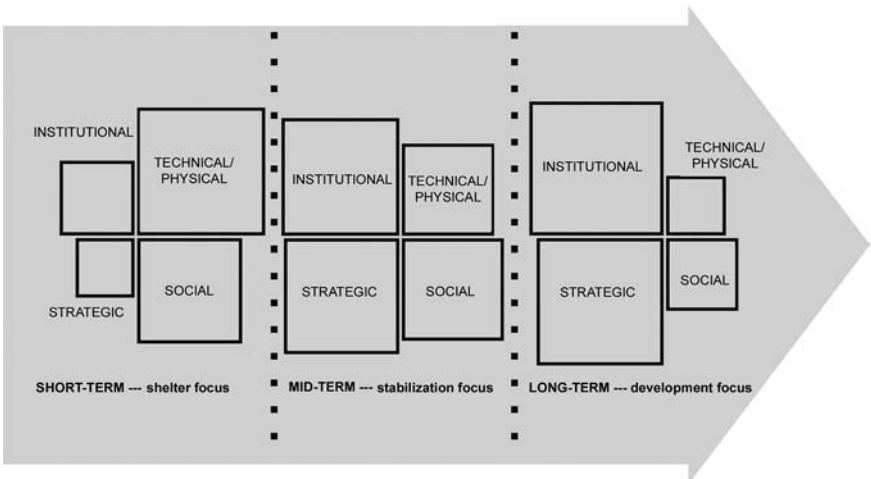 INSTITUTIONAL
TECHNICAL/
PHYSICAL
STRATEGIC
SOCIAL
SHORT-TERM --- shelter focus
INSTITUTIONAL
TECHNICAL/
PHYSICAL
STRATEGIC
SOCIAL
MID-TERM --- stabilization focus
INSTITUTIONAL
TECHNICAL/
PHYSICAL
STRATEGIC
SOCIAL
LONG-TERM --- development focus